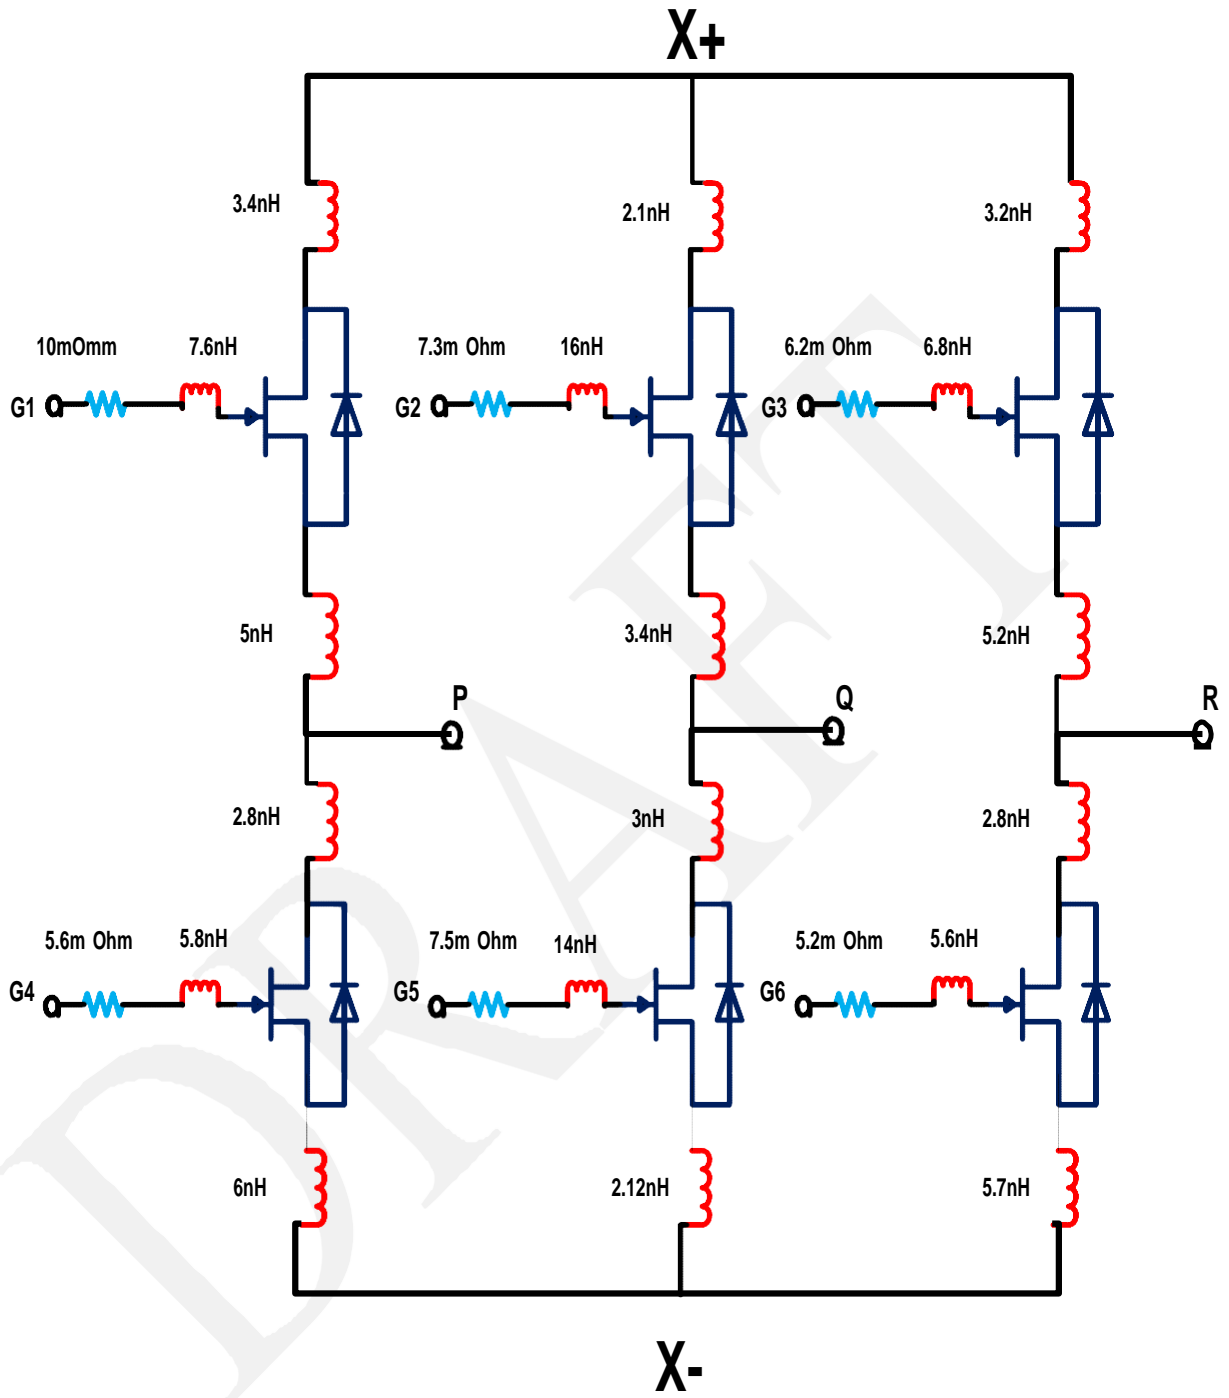 X+
3.4nH
2.1nH
3.2nH
10mOmm
7.6nH
7.3m Ohm
16nH
6.2m Ohm
6.8nH
G1
G2
G3
5nH
3.4nH
5.2nH
P
Q
R
2.8nH
3nH
2.8nH
5.6m Ohm
5.8nH
7.5m Ohm
14nH
5.2m Ohm
5.6nH
G4
G5
G6
6nH
2.12nH
5.7nH
X-
DRAFT